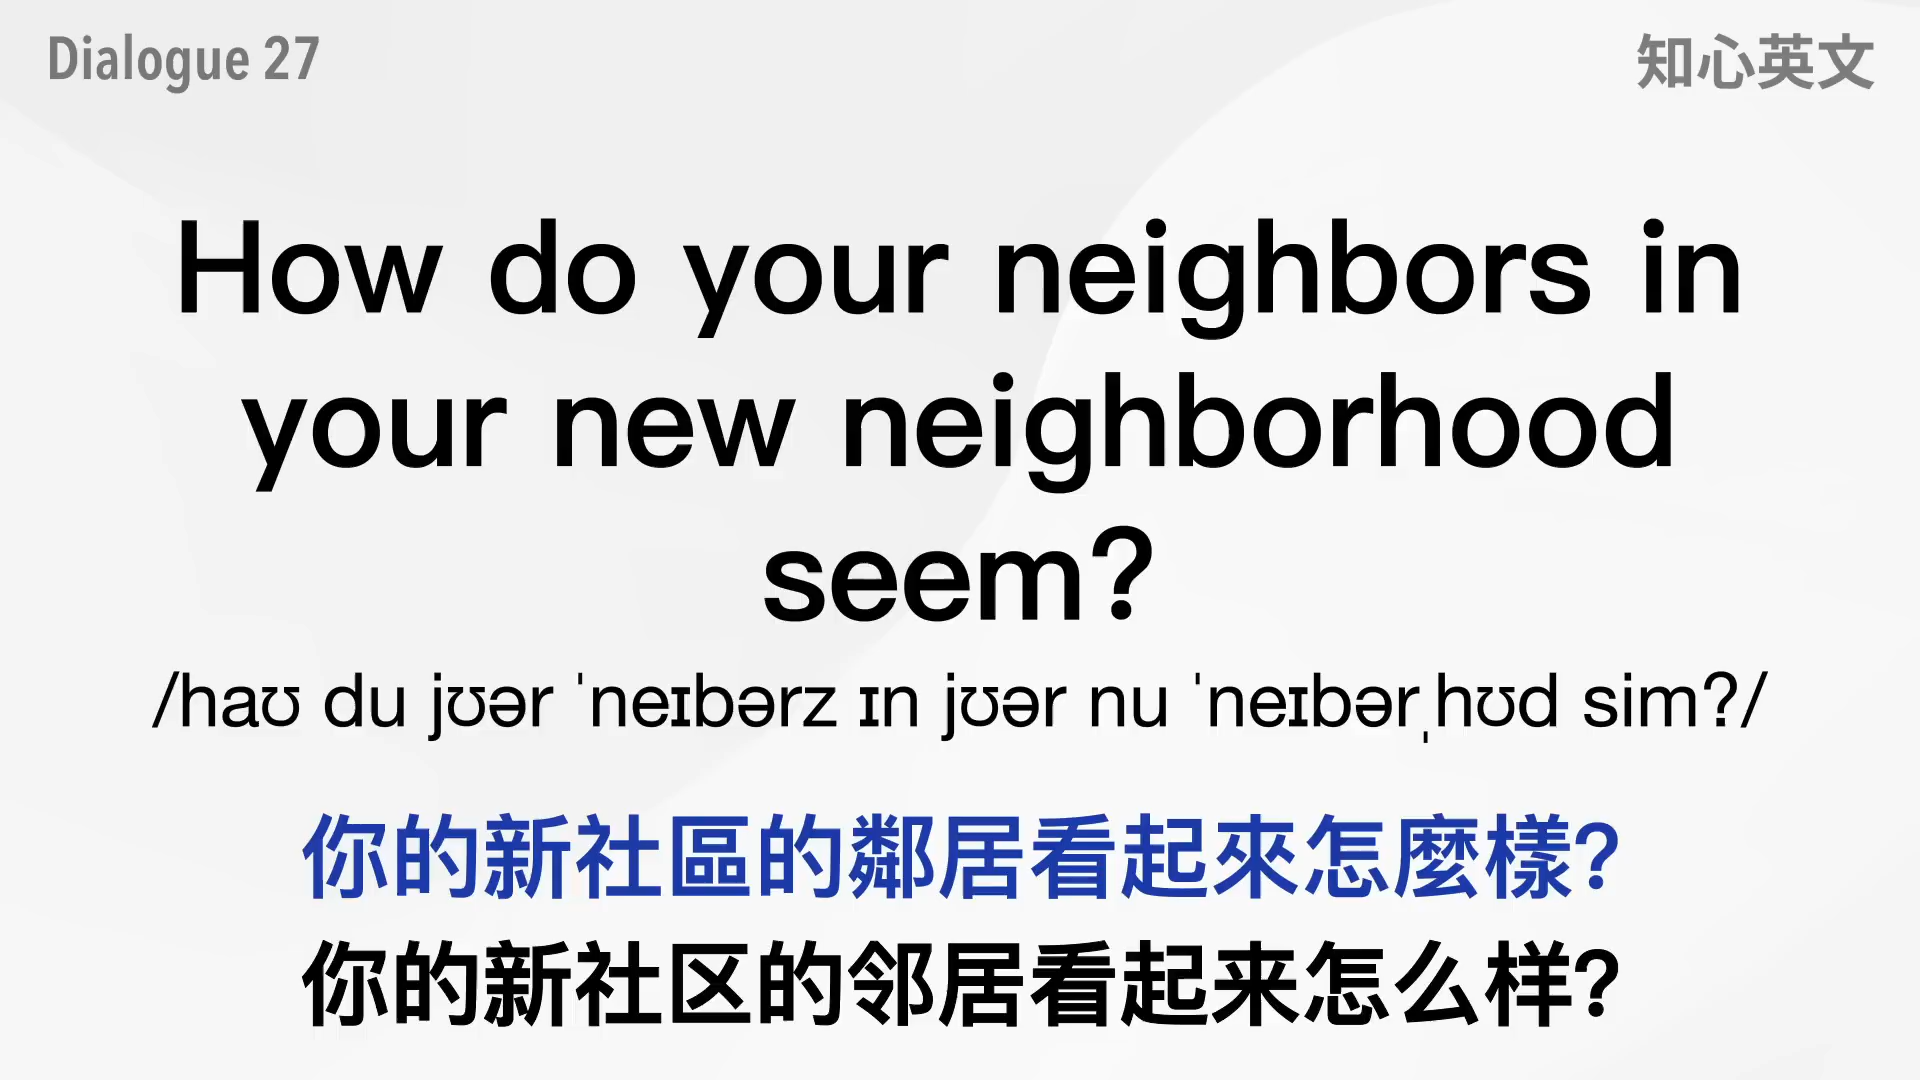 Dialogue 27
知心英文
How do your neighbors in
your new neighborhood
seem?
/haʊ du jʊər ˈneɪbərz ɪn jʊər nu ˈneɪbərˌhʊd sim?/
你的新社區的鄰居看起來怎麼樣?
你的新社区的邻居看起来怎么样?